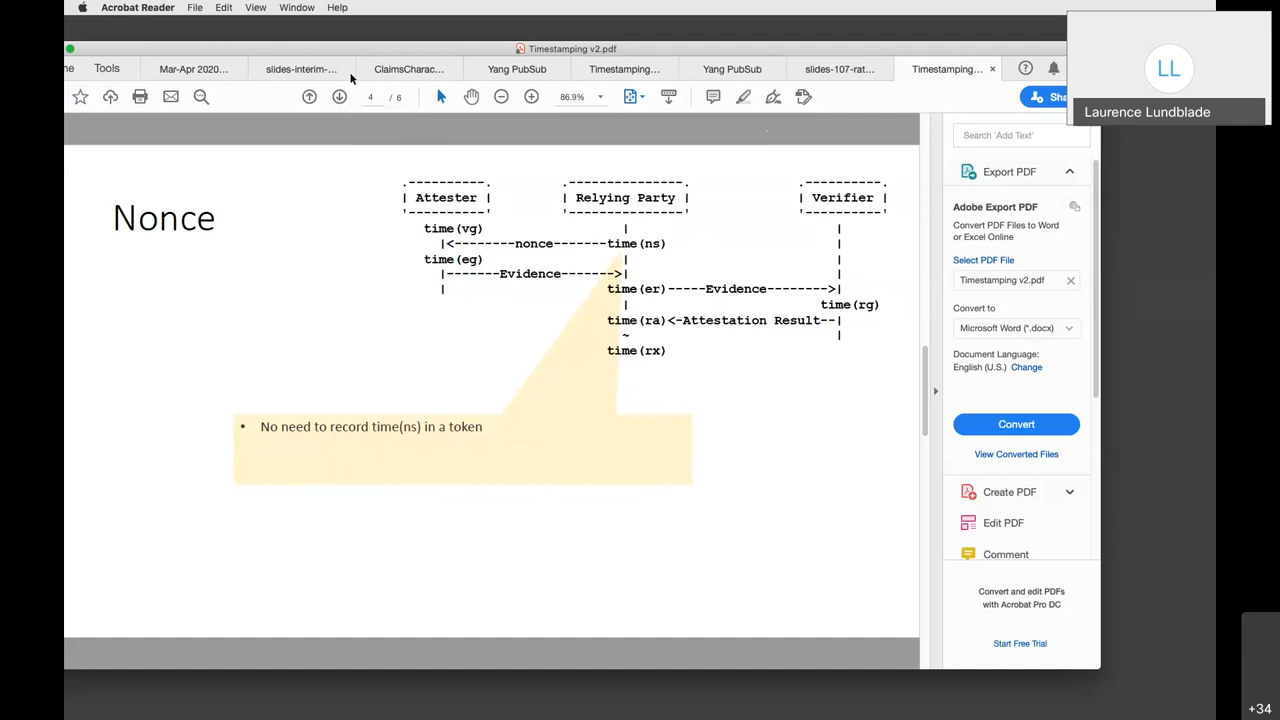 Acrobat Reader File Edit View Window Help
Timestamping v2.pdf
me Tools Mar-Apr 2020... slides-interim-... ClaimsCharac... Yang PubSub Timestamping... Yang PubSub slides-107-rat... Timestamping... ×
4 / 6 86.9% Sha
LL
Laurence Lundblade
Nonce
| Attester | | Relying Party | | Verifier |
time(vg) | |
|<--------nonce-------time(ns) |
time(eg) | |
|-------Evidence------->| |
| time(er)-----Evidence-------->|
| time(rg)
time(ra)<-Attestation Result--|
~ |
time(rx)
• No need to record time(ns) in a token
Search 'Add Text'
Export PDF
Adobe Export PDF
Convert PDF Files to Word
or Excel Online
Select PDF File
Timestamping v2.pdf
Convert to
Microsoft Word (*.docx)
Document Language:
English (U.S.) Change
Convert
View Converted Files
Create PDF
Edit PDF
Comment
Convert and edit PDFs
with Acrobat Pro DC
Start Free Trial
+34